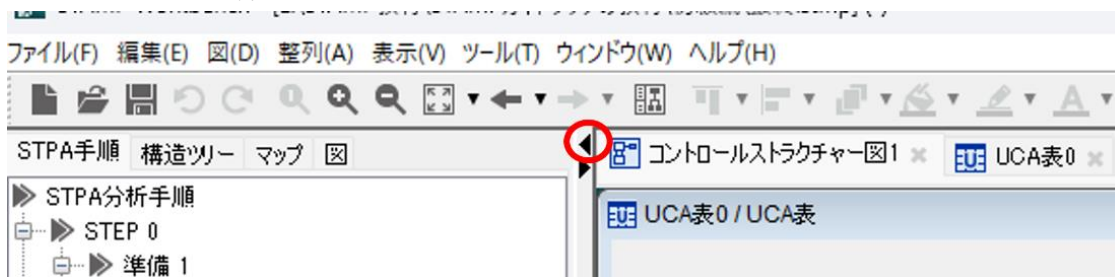 ファイル(F) 編集(E) 図(D) 整列(A) 表示(V) ツール(T) ウィンドウ(W) ヘルプ(H)
STPA手順 構造ツリー マップ 図
コントロールストラクチャー図1 UCA表0
STPA分析手順
UCA表0 / UCA表
STEP 0
準備 1